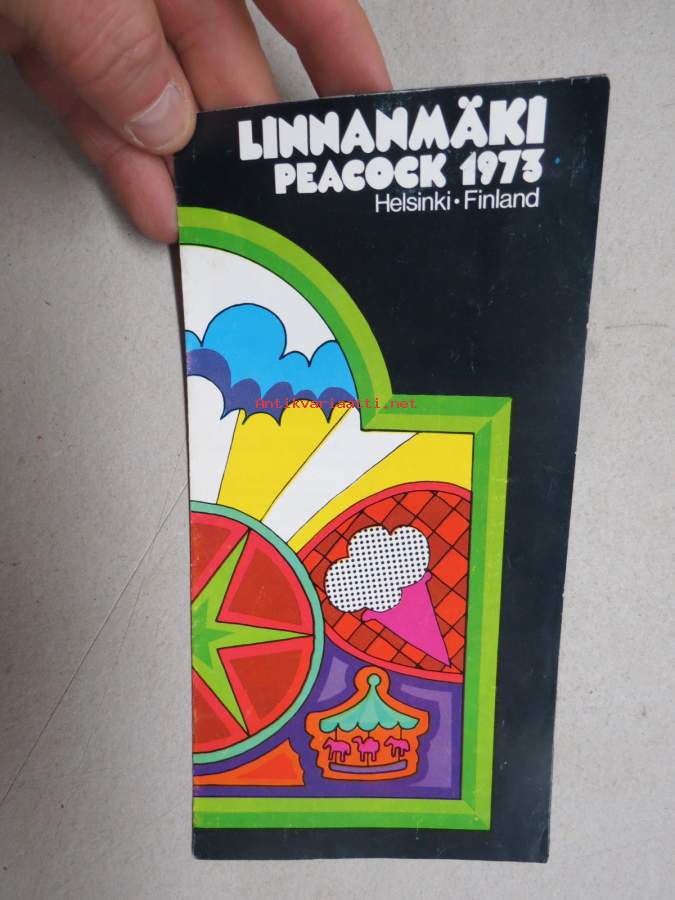 LINNANMÄKI
PEACOCK 1973
Helsinki • Finland
Antikvariaatti.net